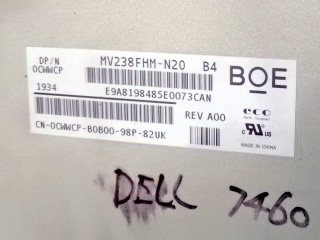 DP/N
0CWWCP
MV238FHM-N20 B4
BOE
1934
E9A8198485E0073CAN
REV A00
eco
CN-0CWWCP-B0B00-98P-82UK
MADE IN CHINA
DELL 7460